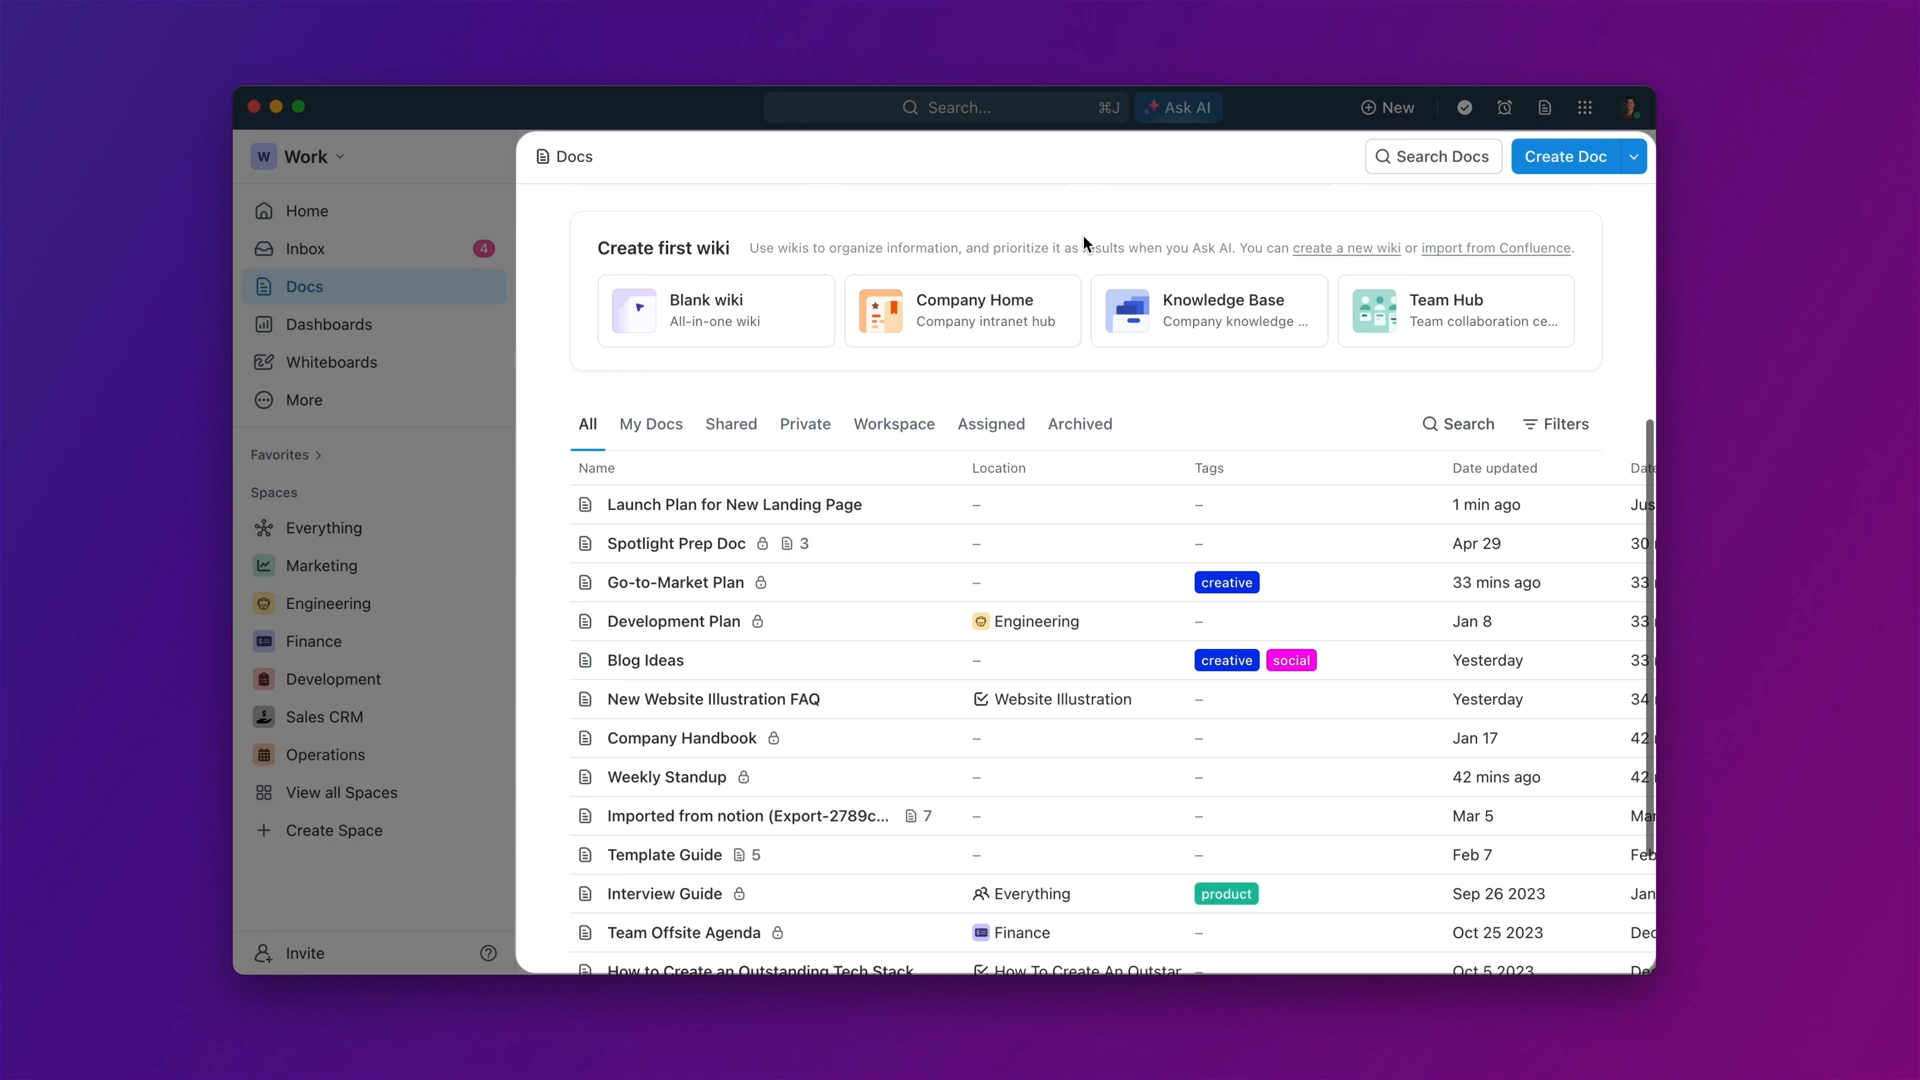 Search... ⌘J Ask AI New
W Work
Docs Search Docs Create Doc
Home
Inbox 4
Docs
Dashboards
Whiteboards
More
Favorites
Spaces
Everything
Marketing
Engineering
Finance
Development
Sales CRM
Operations
View all Spaces
Create Space
Invite
Create first wiki Use wikis to organize information, and prioritize it as results when you Ask AI. You can create a new wiki or import from Confluence.
Blank wiki
All-in-one wiki
Company Home
Company intranet hub
Knowledge Base
Company knowledge ...
Team Hub
Team collaboration ce...
All My Docs Shared Private Workspace Assigned Archived Search Filters
Name Location Tags Date updated Date
Launch Plan for New Landing Page – – 1 min ago Jus
Spotlight Prep Doc 3 – – Apr 29 30
Go-to-Market Plan – creative 33 mins ago 33
Development Plan Engineering – Jan 8 33
Blog Ideas – creative social Yesterday 33
New Website Illustration FAQ Website Illustration – Yesterday 34
Company Handbook – – Jan 17 42
Weekly Standup – – 42 mins ago 42
Imported from notion (Export-2789c... 7 – – Mar 5 Mar
Template Guide 5 – – Feb 7 Feb
Interview Guide Everything product Sep 26 2023 Jan
Team Offsite Agenda Finance – Oct 25 2023 Dec
How to Create an Outstanding Tech Stack How To Create An Outstar – Oct 5 2023 De